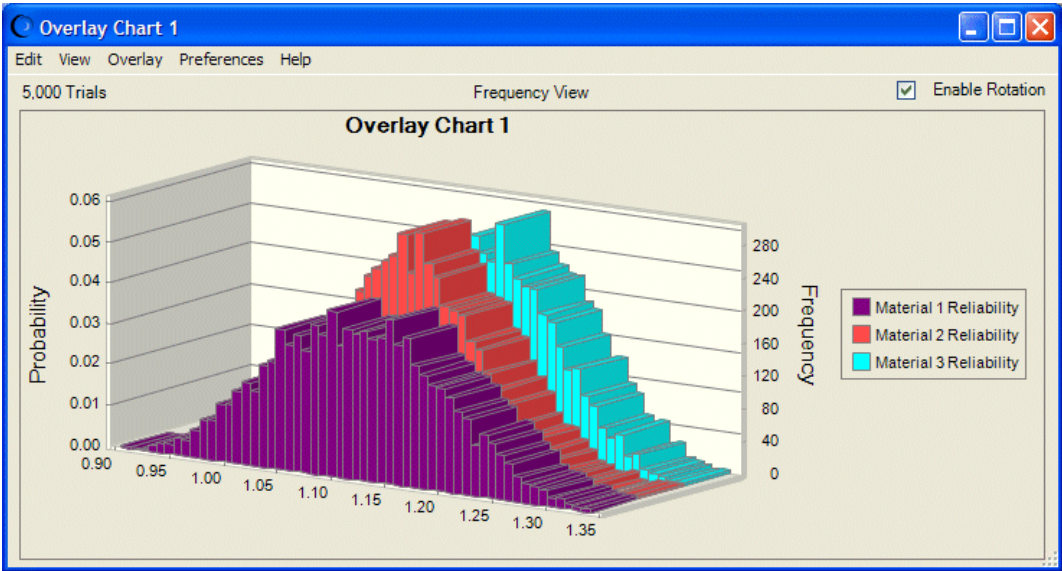 Overlay Chart 1
Edit View Overlay Preferences Help
5,000 Trials Frequency View Enable Rotation
Overlay Chart 1
Probability
0.06
0.05
0.04
0.03
0.02
0.01
0.00
0.90 0.95 1.00 1.05 1.10 1.15 1.20 1.25 1.30 1.35
280
240
200
160
120
80
40
0
Frequency
Material 1 Reliability
Material 2 Reliability
Material 3 Reliability